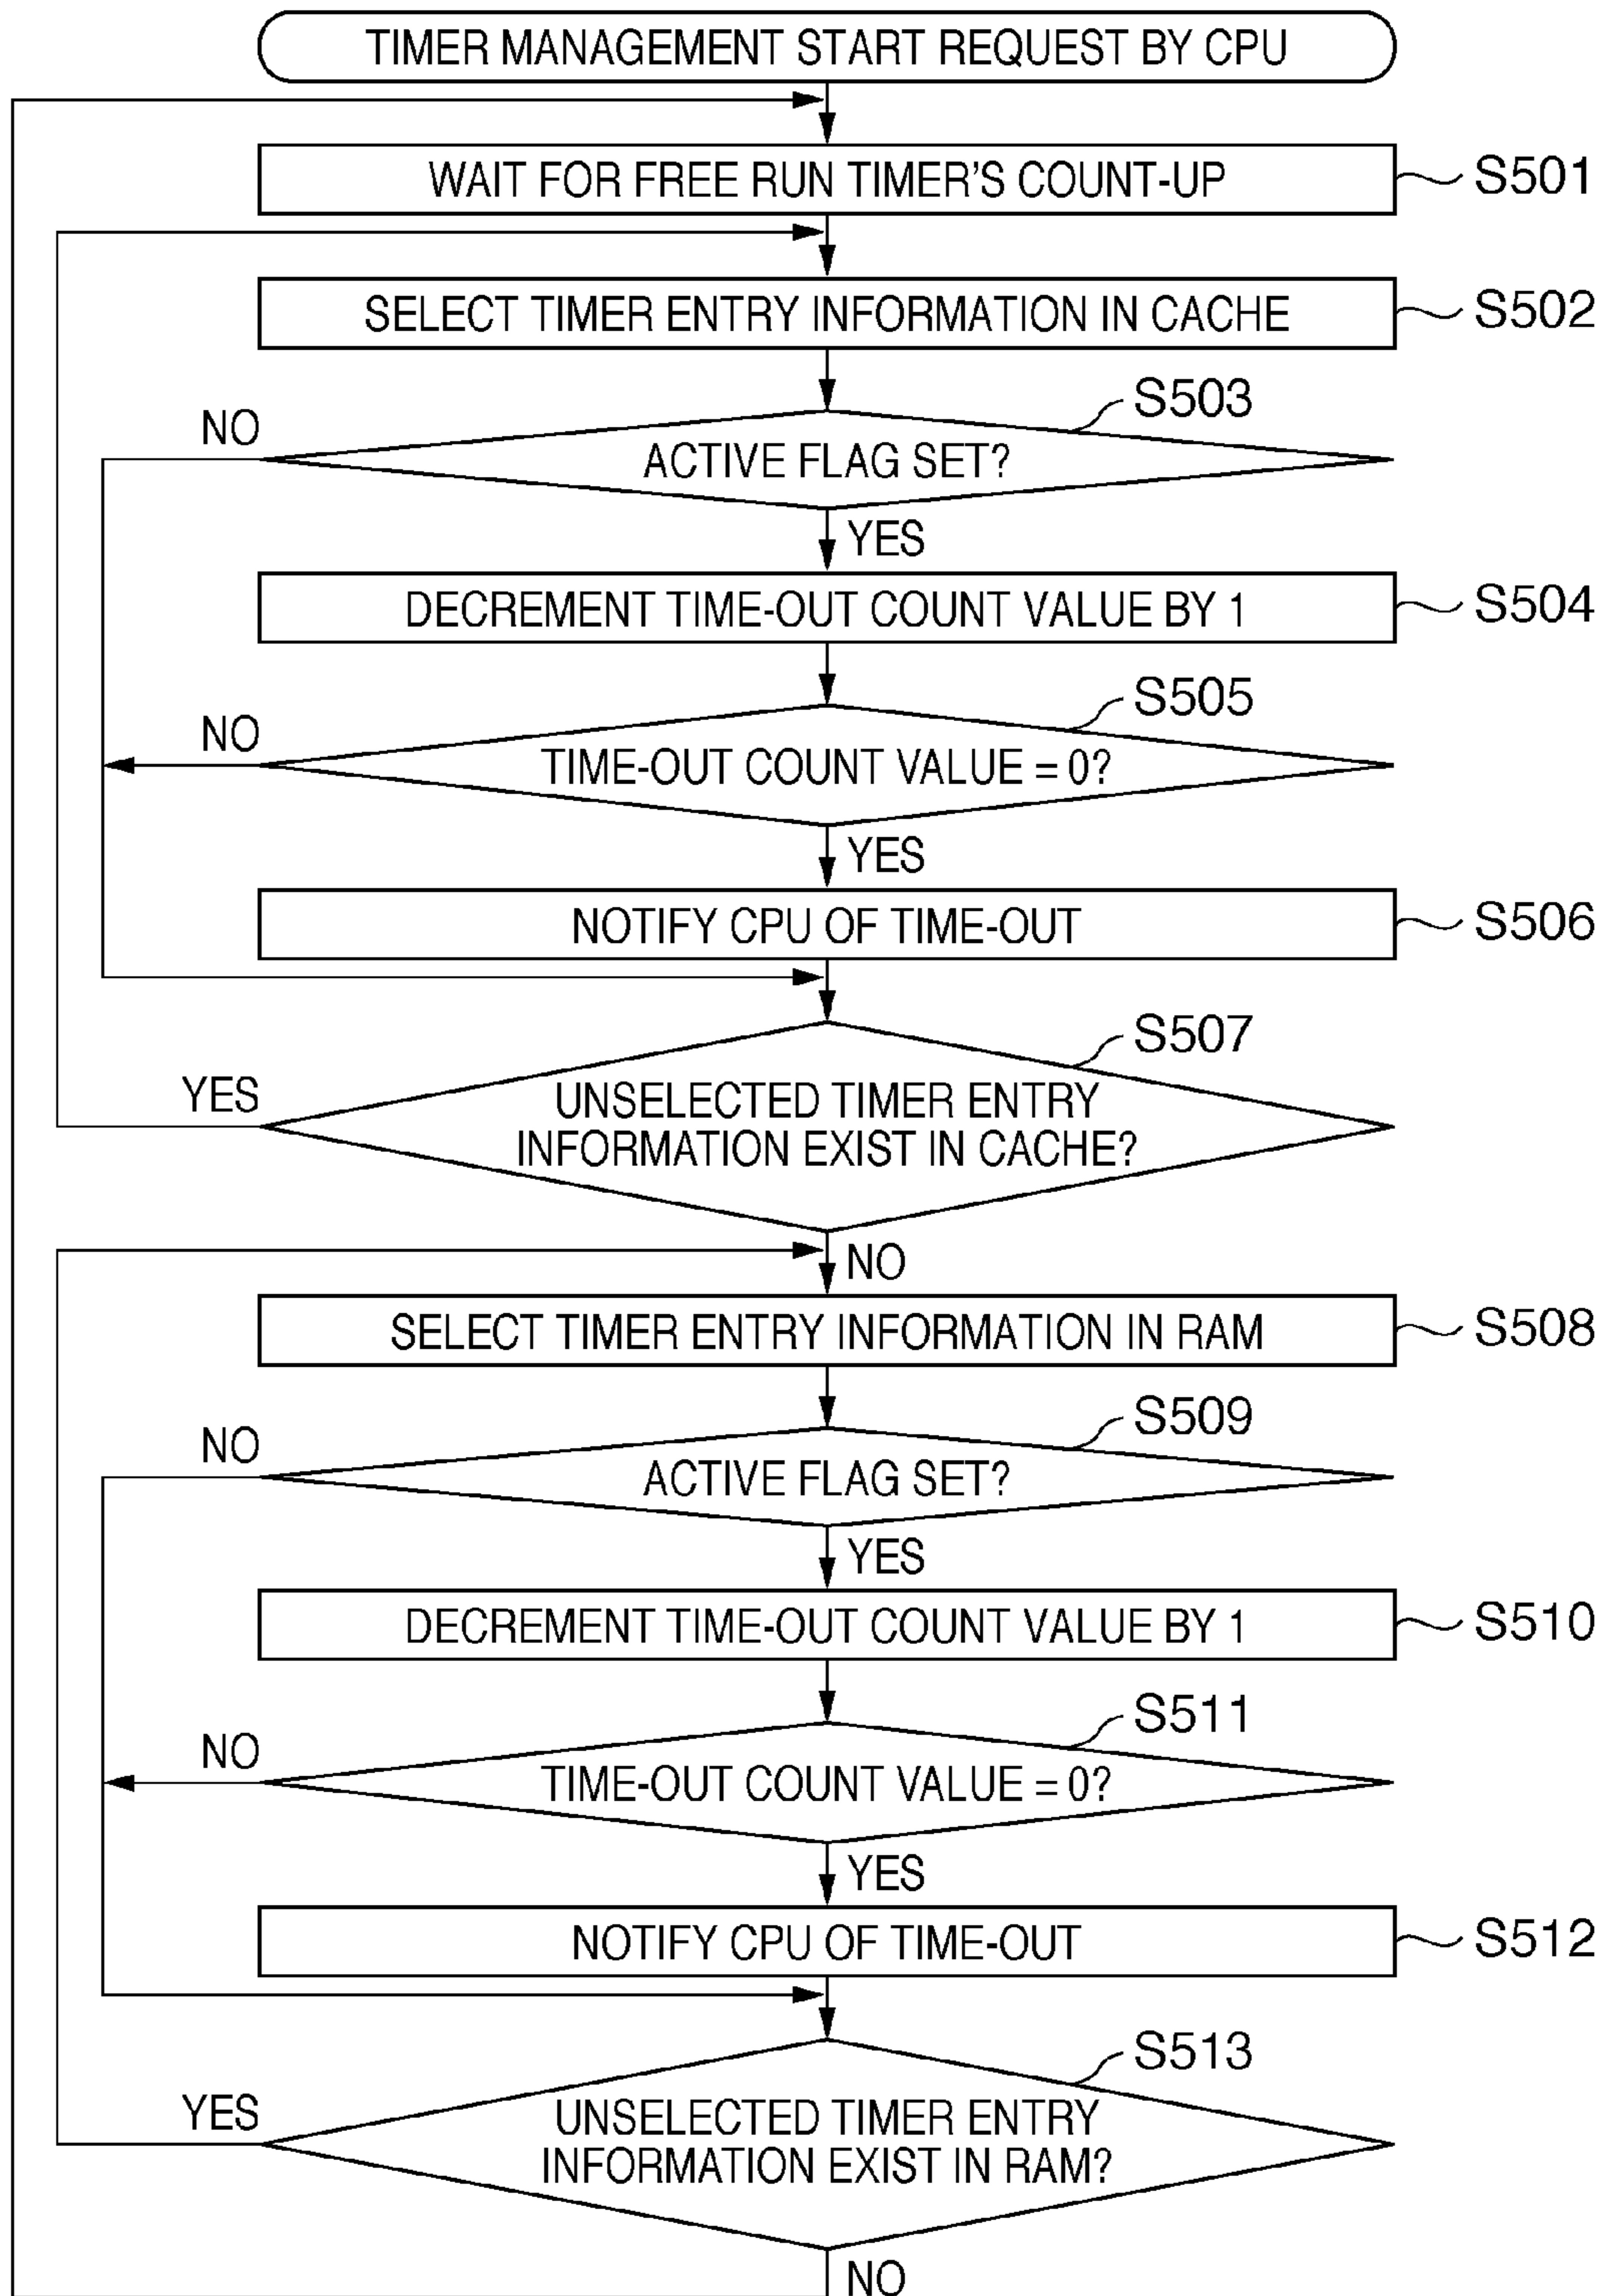 TIMER MANAGEMENT START REQUEST BY CPU
WAIT FOR FREE RUN TIMER'S COUNT-UP
S501
SELECT TIMER ENTRY INFORMATION IN CACHE
S502
S503
NO
ACTIVE FLAG SET?
YES
DECREMENT TIME-OUT COUNT VALUE BY 1
S504
S505
NO
TIME-OUT COUNT VALUE = 0?
YES
NOTIFY CPU OF TIME-OUT
S506
S507
YES
UNSELECTED TIMER ENTRY
INFORMATION EXIST IN CACHE?
NO
SELECT TIMER ENTRY INFORMATION IN RAM
S508
S509
NO
ACTIVE FLAG SET?
YES
DECREMENT TIME-OUT COUNT VALUE BY 1
S510
S511
NO
TIME-OUT COUNT VALUE = 0?
YES
NOTIFY CPU OF TIME-OUT
S512
S513
YES
UNSELECTED TIMER ENTRY
INFORMATION EXIST IN RAM?
NO